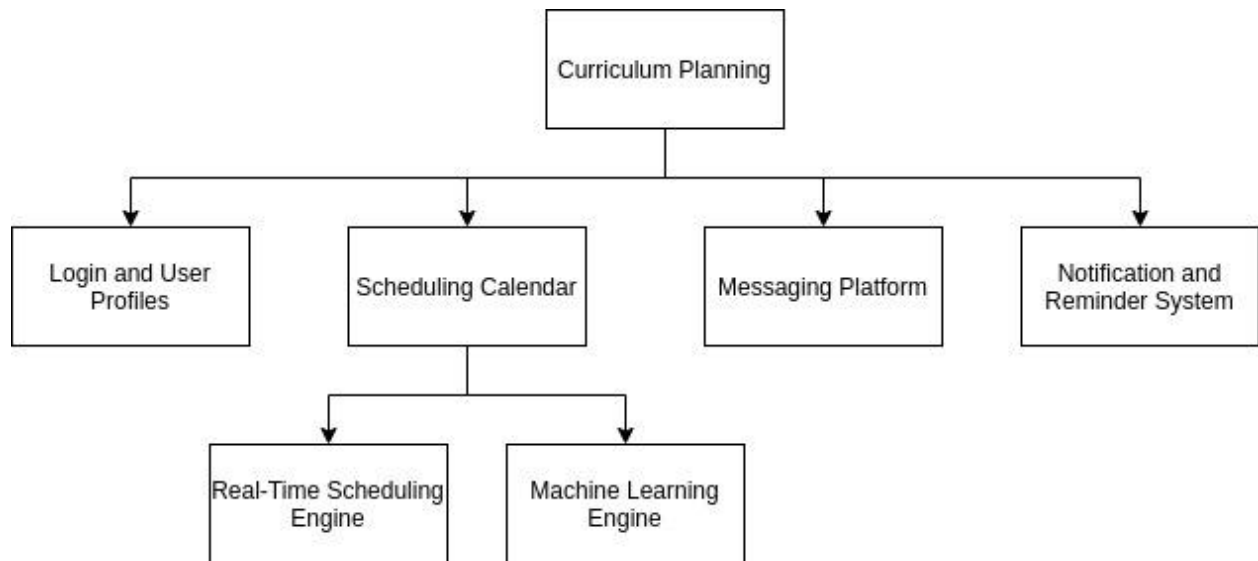 Curriculum Planning
Login and User
Profiles
Scheduling Calendar
Messaging Platform
Notification and
Reminder System
Real-Time Scheduling
Engine
Machine Learning
Engine